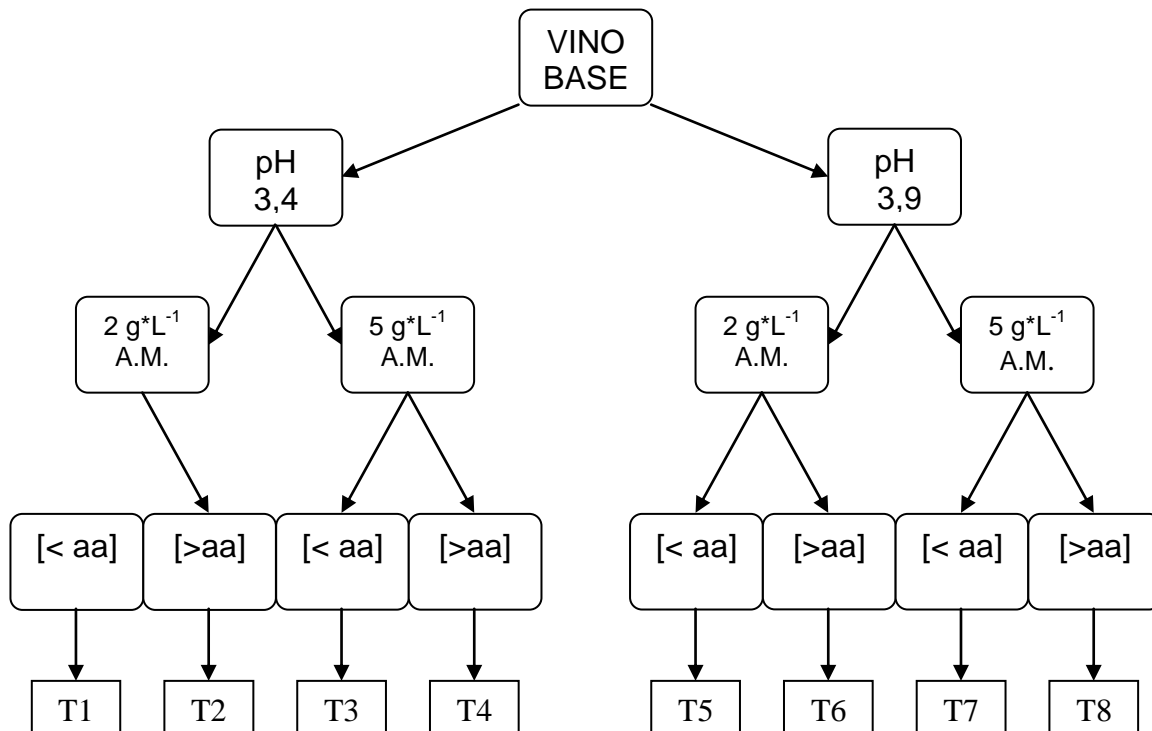 VINO
BASE
pH
3,4
pH
3,9
2 g*L-1
A.M.
5 g*L-1
A.M.
2 g*L-1
A.M.
5 g*L-1
A.M.
[< aa]
[>aa]
[< aa]
[>aa]
[< aa]
[>aa]
[< aa]
[>aa]
T1
T2
T3
T4
T5
T6
T7
T8